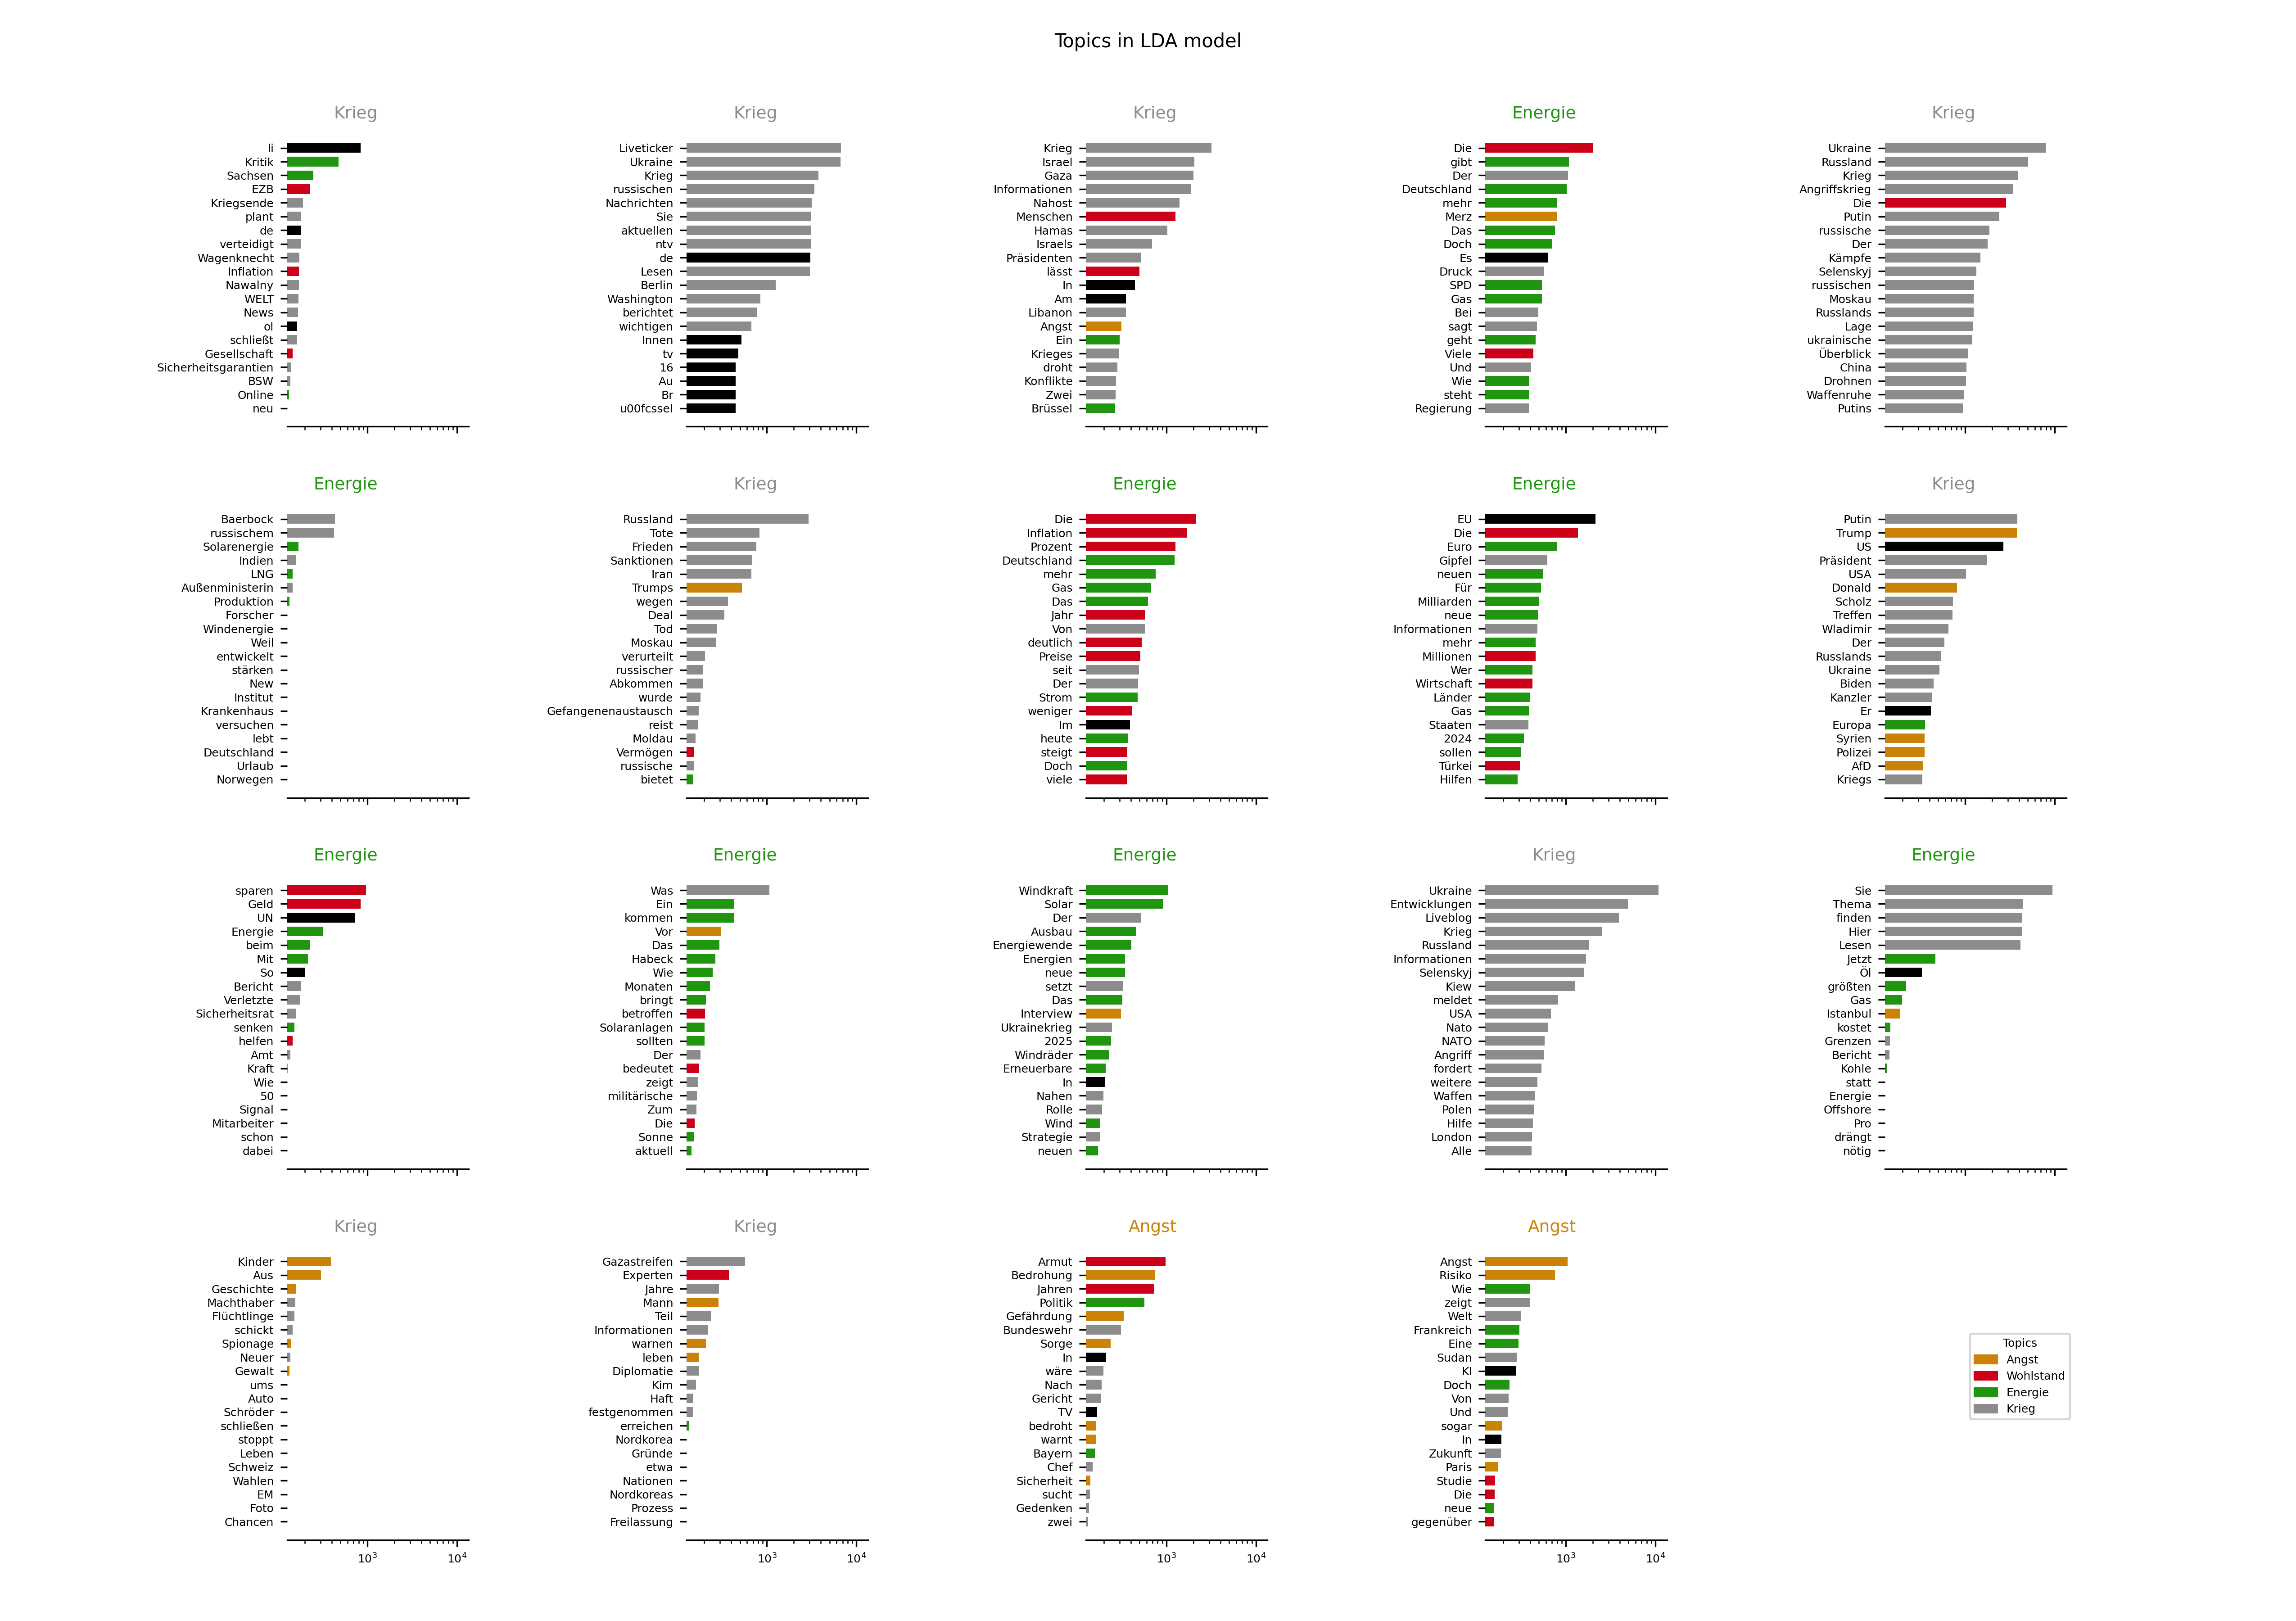 Topics in LDA model
Krieg
li
Kritik
Sachsen
EZB
Kriegsende
plant
de
verteidigt
Wagenknecht
Inflation
Nawalny
WELT
News
ol
schließt
Gesellschaft
Sicherheitsgarantien
BSW
Online
neu
Krieg
Liveticker
Ukraine
Krieg
russischen
Nachrichten
Sie
aktuellen
ntv
de
Lesen
Berlin
Washington
berichtet
wichtigen
Innen
tv
16
Au
Br
u00fcssel
Krieg
Krieg
Israel
Gaza
Informationen
Nahost
Menschen
Hamas
Israels
Präsidenten
lässt
In
Am
Libanon
Angst
Ein
Krieges
droht
Konflikte
Zwei
Brüssel
Energie
Die
gibt
Der
Deutschland
mehr
Merz
Das
Doch
Es
Druck
SPD
Gas
Bei
sagt
geht
Viele
Und
Wie
steht
Regierung
Krieg
Ukraine
Russland
Krieg
Angriffskrieg
Die
Putin
russische
Der
Kämpfe
Selenskyj
russischen
Moskau
Russlands
Lage
ukrainische
Überblick
China
Drohnen
Waffenruhe
Putins
Energie
Baerbock
russischem
Solarenergie
Indien
LNG
Außenministerin
Produktion
Forscher
Windenergie
Weil
entwickelt
stärken
New
Institut
Krankenhaus
versuchen
lebt
Deutschland
Urlaub
Norwegen
Krieg
Russland
Tote
Frieden
Sanktionen
Iran
Trumps
wegen
Deal
Tod
Moskau
verurteilt
russischer
Abkommen
wurde
Gefangenenaustausch
reist
Moldau
Vermögen
russische
bietet
Energie
Die
Inflation
Prozent
Deutschland
mehr
Gas
Das
Jahr
Von
deutlich
Preise
seit
Der
Strom
weniger
Im
heute
steigt
Doch
viele
Energie
EU
Die
Euro
Gipfel
neuen
Für
Milliarden
neue
Informationen
mehr
Millionen
Wer
Wirtschaft
Länder
Gas
Staaten
2024
sollen
Türkei
Hilfen
Krieg
Putin
Trump
US
Präsident
USA
Donald
Scholz
Treffen
Wladimir
Der
Russlands
Ukraine
Biden
Kanzler
Er
Europa
Syrien
Polizei
AfD
Kriegs
Energie
sparen
Geld
UN
Energie
beim
Mit
So
Bericht
Verletzte
Sicherheitsrat
senken
helfen
Amt
Kraft
Wie
50
Signal
Mitarbeiter
schon
dabei
Energie
Was
Ein
kommen
Vor
Das
Habeck
Wie
Monaten
bringt
betroffen
Solaranlagen
sollten
Der
bedeutet
zeigt
militärische
Zum
Die
Sonne
aktuell
Energie
Windkraft
Solar
Der
Ausbau
Energiewende
Energien
neue
setzt
Das
Interview
Ukrainekrieg
2025
Windräder
Erneuerbare
In
Nahen
Rolle
Wind
Strategie
neuen
Krieg
Ukraine
Entwicklungen
Liveblog
Krieg
Russland
Informationen
Selenskyj
Kiew
meldet
USA
Nato
NATO
Angriff
fordert
weitere
Waffen
Polen
Hilfe
London
Alle
Energie
Sie
Thema
finden
Hier
Lesen
Jetzt
Öl
größten
Gas
Istanbul
kostet
Grenzen
Bericht
Kohle
statt
Energie
Offshore
Pro
drängt
nötig
Krieg
Kinder
Aus
Geschichte
Machthaber
Flüchtlinge
schickt
Spionage
Neuer
Gewalt
ums
Auto
Schröder
schließen
stoppt
Leben
Schweiz
Wahlen
EM
Foto
Chancen
10³ 10⁴
Krieg
Gazastreifen
Experten
Jahre
Mann
Teil
Informationen
warnen
leben
Diplomatie
Kim
Haft
festgenommen
erreichen
Nordkorea
Gründe
etwa
Nationen
Nordkoreas
Prozess
Freilassung
10³ 10⁴
Angst
Armut
Bedrohung
Jahren
Politik
Gefährdung
Bundeswehr
Sorge
In
wäre
Nach
Gericht
TV
bedroht
warnt
Bayern
Chef
Sicherheit
sucht
Gedenken
zwei
10³ 10⁴
Angst
Angst
Risiko
Wie
zeigt
Welt
Frankreich
Eine
Sudan
KI
Doch
Von
Und
sogar
In
Zukunft
Paris
Studie
Die
neue
gegenüber
10³ 10⁴
Topics
Angst
Wohlstand
Energie
Krieg